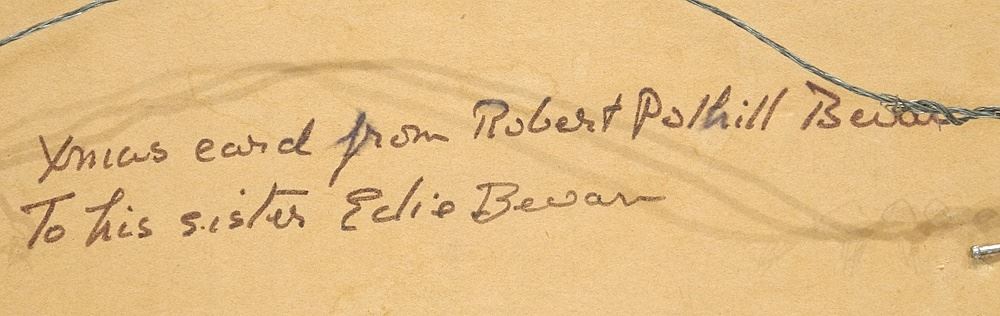 Xmas card from Robert Polhill Bevan
To his sister Edie Bevan